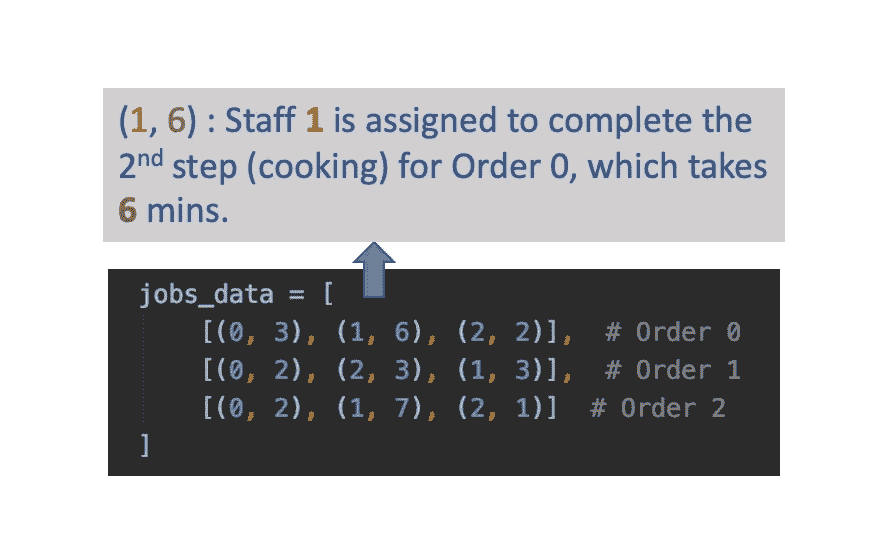 (1, 6) : Staff 1 is assigned to complete the
2nd step (cooking) for Order 0, which takes
6 mins.
jobs_data = [
[(0, 3), (1, 6), (2, 2)],  # Order 0
[(0, 2), (2, 3), (1, 3)],  # Order 1
[(0, 2), (1, 7), (2, 1)]  # Order 2
]